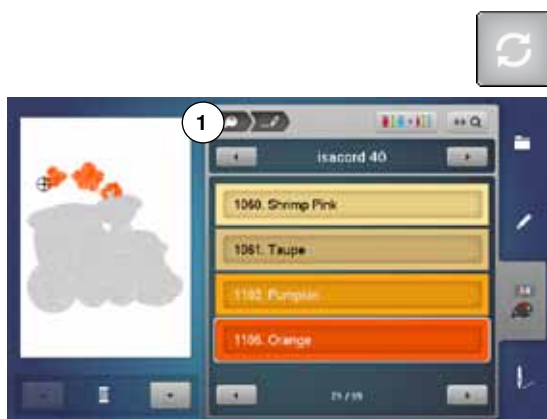 1
isacord 40
1060. Shrimp Pink
1061. Taupe
1102. Pumpkin
1106. Orange